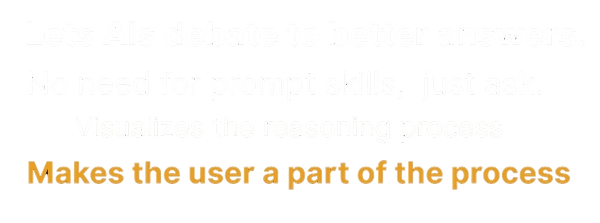 Lets AIs debate to better answers.
No need for prompt skills, just ask.
Visualizes the reasoning process
Makes the user a part of the process